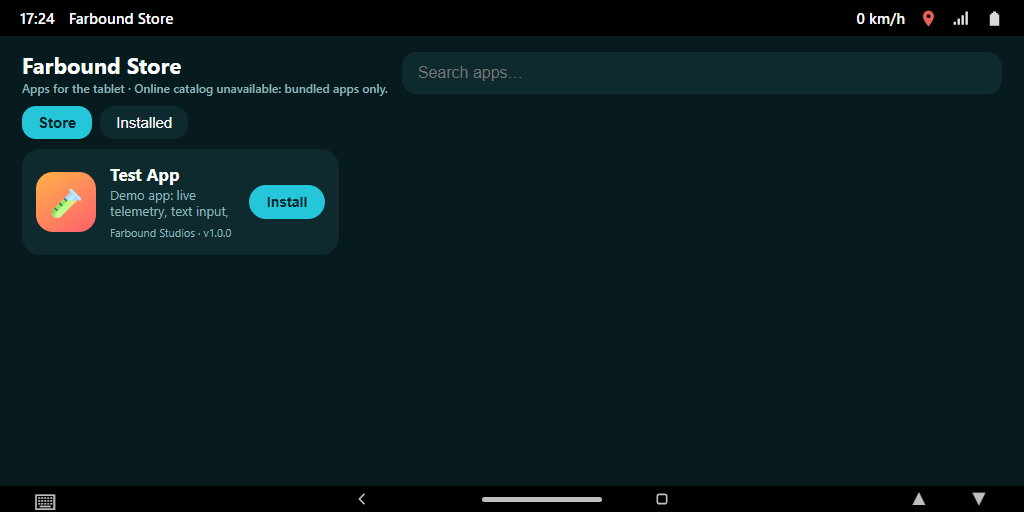 17:24 Farbound Store
0 km/h
Farbound Store
Apps for the tablet · Online catalog unavailable: bundled apps only.
Search apps...
Store
Installed
Test App
Demo app: live
telemetry, text input,
Farbound Studios · v1.0.0
Install